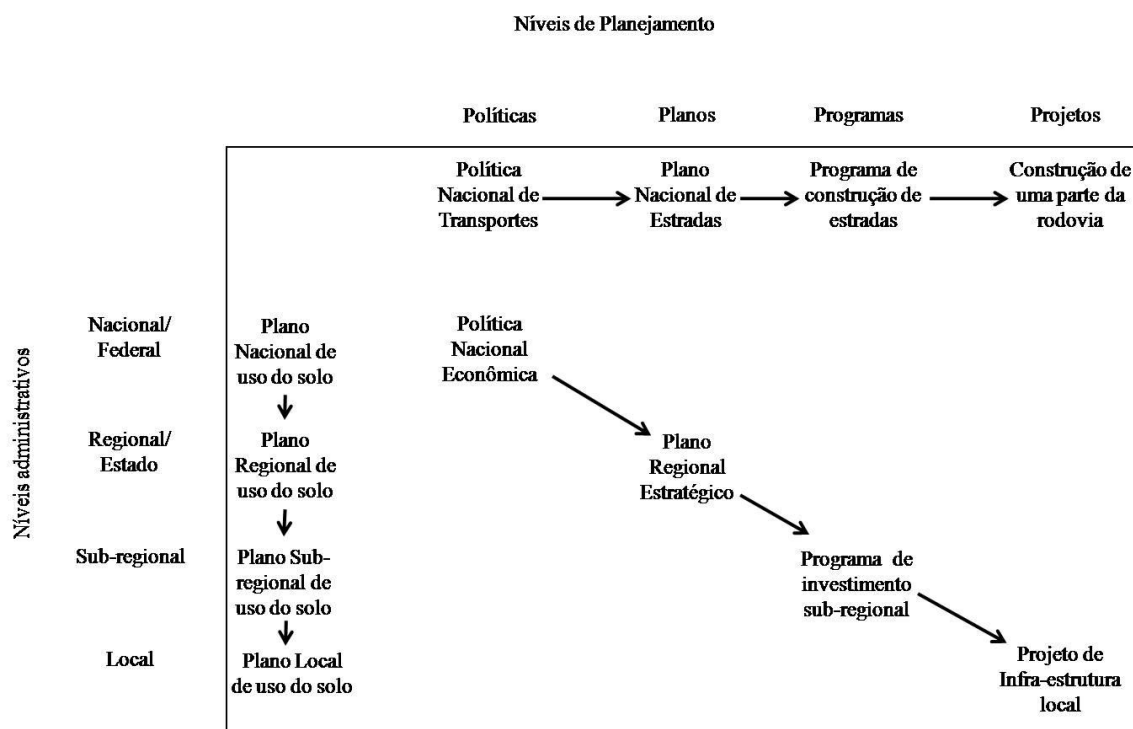 Níveis de Planejamento
Políticas Planos Programas Projetos
Política Plano Programa de Construção de
Nacional de Nacional de construção de uma parte da
Transportes Estradas estradas rodovia
Níveis administrativos
Nacional/ Plano Política
Federal Nacional de Nacional
uso do solo Econômica
Regional/ Plano Plano
Estado Regional de Regional
uso do solo Estratégico
Sub-regional Plano Sub- Programa de
regional de investimento
uso do solo sub-regional
Local Plano Local Projeto de
de uso do solo Infra-estrutura
local